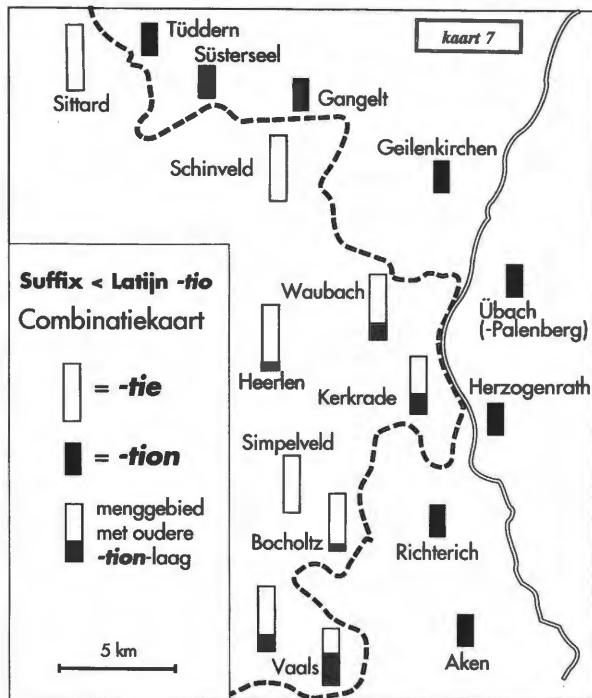 kaart 7
Tüddern
Süsterseel
Sittard
Gangelt
Schinveld
Geilenkirchen
Suffix < Latijn -tio
Combinatiekaart
= -tie
= -tion
menggebied
met oudere
-tion-laag
5 km
Waubach
Übach
(-Palenberg)
Heerlen
Kerkrade
Herzogenrath
Simpelveld
Bocholtz
Richterich
Vaals
Aken